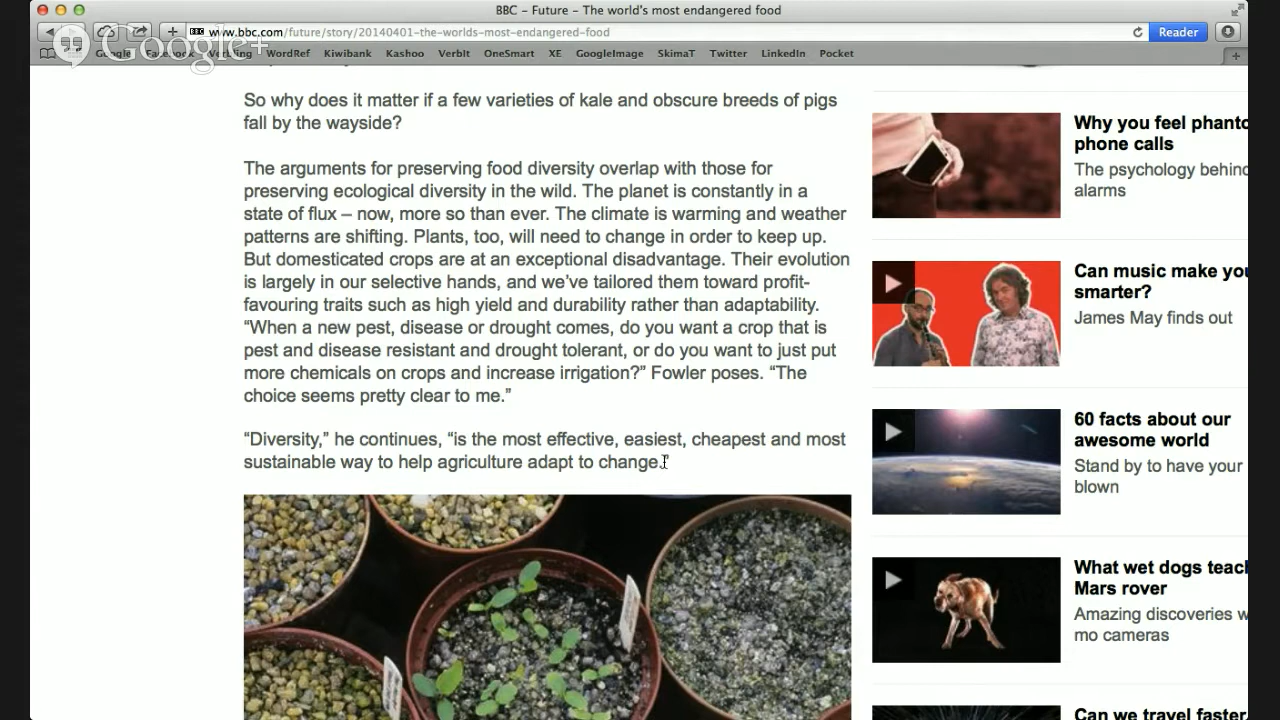 BBC - Future - The world's most endangered food
www.bbc.com/future/story/20140401-the-worlds-most-endangered-food
Reader
Google+
Google Facebook Verbling WordRef Kiwibank Kashoo VerbIt OneSmart XE GoogleImage SkimaT Twitter LinkedIn Pocket
So why does it matter if a few varieties of kale and obscure breeds of pigs
fall by the wayside?
The arguments for preserving food diversity overlap with those for
preserving ecological diversity in the wild. The planet is constantly in a
state of flux – now, more so than ever. The climate is warming and weather
patterns are shifting. Plants, too, will need to change in order to keep up.
But domesticated crops are at an exceptional disadvantage. Their evolution
is largely in our selective hands, and we've tailored them toward profit-
favouring traits such as high yield and durability rather than adaptability.
“When a new pest, disease or drought comes, do you want a crop that is
pest and disease resistant and drought tolerant, or do you want to just put
more chemicals on crops and increase irrigation?” Fowler poses. “The
choice seems pretty clear to me.”
“Diversity,” he continues, “is the most effective, easiest, cheapest and most
sustainable way to help agriculture adapt to change.”
Why you feel phanto
phone calls
The psychology behind
alarms
Can music make you
smarter?
James May finds out
60 facts about our
awesome world
Stand by to have your
blown
What wet dogs teach
Mars rover
Amazing discoveries w
mo cameras
Can we travel faster